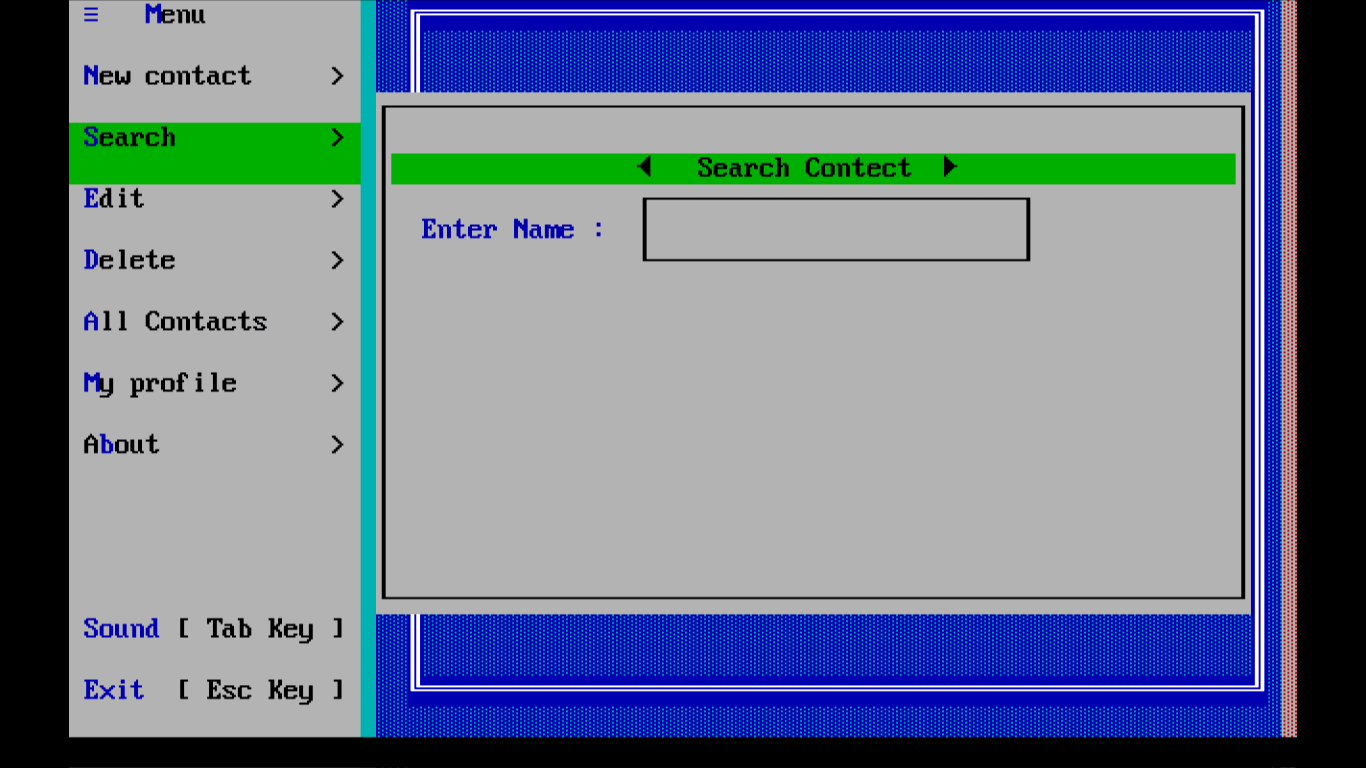 ≡ Menu
New contact >
Search >
Edit >
Delete >
All Contacts >
My profile >
About >
Sound [ Tab Key ]
Exit [ Esc Key ]
◄ Search Contect ►
Enter Name :